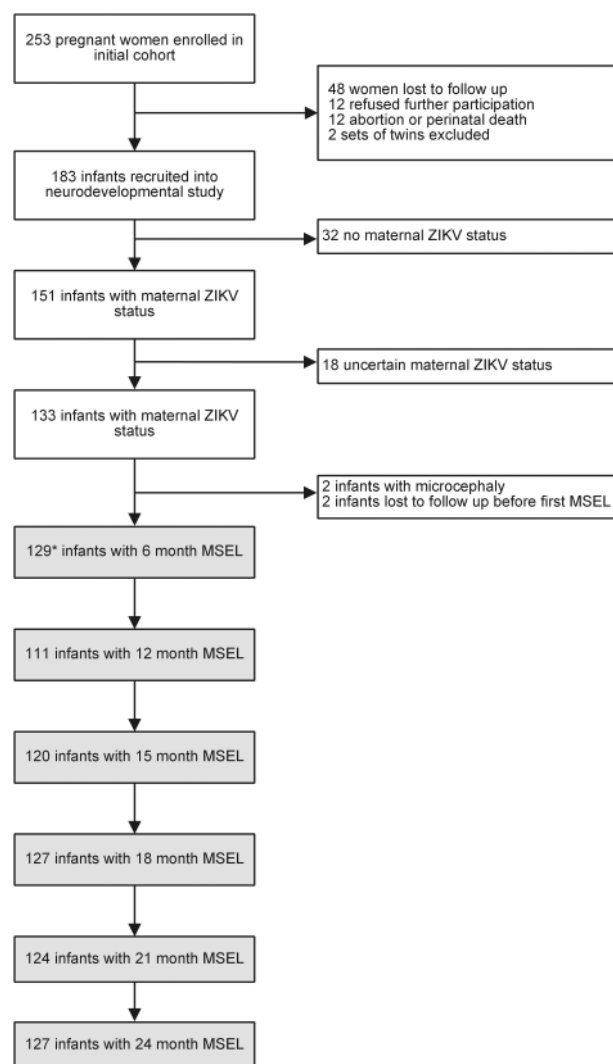 253 pregnant women enrolled in
initial cohort
48 women lost to follow up
12 refused further participation
12 abortion or perinatal death
2 sets of twins excluded
183 infants recruited into
neurodevelopmental study
32 no maternal ZIKV status
151 infants with maternal ZIKV
status
18 uncertain maternal ZIKV status
133 infants with maternal ZIKV
status
2 infants with microcephaly
2 infants lost to follow up before first MSEL
129* infants with 6 month MSEL
111 infants with 12 month MSEL
120 infants with 15 month MSEL
127 infants with 18 month MSEL
124 infants with 21 month MSEL
127 infants with 24 month MSEL